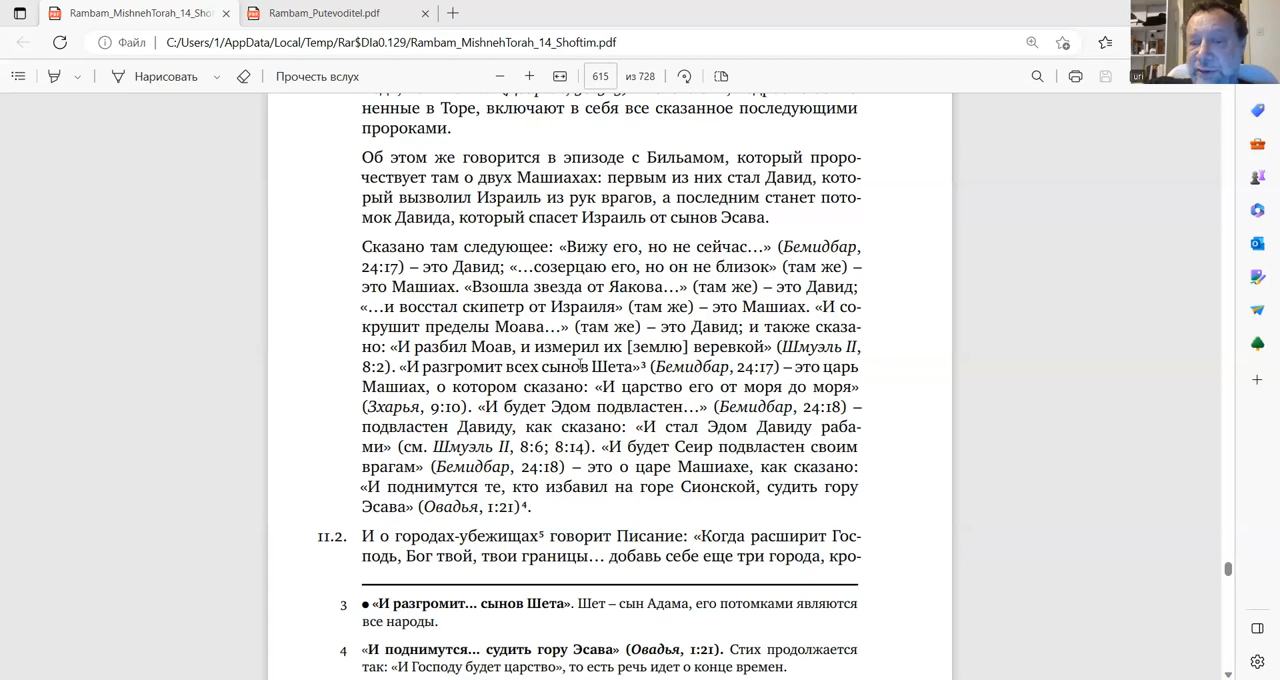 Rambam_MishnehTorah_14_Sho
Rambam_Putevoditel.pdf
Файл
C:/Users/1/AppData/Local/Temp/Rar$DIa0.129/Rambam_MishnehTorah_14_Shoftim.pdf
Нарисовать
Прочесть вслух
615
из 728
uri
ненные в Торе, включают в себя все сказанное последующими
пророками.
Об этом же говорится в эпизоде с Бильамом, который проро-
чествует там о двух Машиахах: первым из них стал Давид, кото-
рый вызволил Израиль из рук врагов, а последним станет пото-
мок Давида, который спасет Израиль от сынов Эсава.
Сказано там следующее: «Вижу его, но не сейчас…» (Бемидбар,
24:17) – это Давид; «…созерцаю его, но он не близок» (там же) –
это Машиах. «Взошла звезда от Яакова…» (там же) – это Давид;
«…и восстал скипетр от Израиля» (там же) – это Машиах. «И со-
крушит пределы Моава…» (там же) – это Давид; и также сказа-
но: «И разбил Моав, и измерил их [землю] веревкой» (Шмуэль II,
8:2). «И разгромит всех сынов Шета»³ (Бемидбар, 24:17) – это царь
Машиах, о котором сказано: «И царство его от моря до моря»
(Зхарья, 9:10). «И будет Эдом подвластен…» (Бемидбар, 24:18) –
подвластен Давиду, как сказано: «И стал Эдом Давиду раба-
ми» (см. Шмуэль II, 8:6; 8:14). «И будет Сеир подвластен своим
врагам» (Бемидбар, 24:18) – это о царе Машиахе, как сказано:
«И поднимутся те, кто избавил на горе Сионской, судить гору
Эсава» (Овадья, 1:21)⁴.
11.2. И о городах-убежищах⁵ говорит Писание: «Когда расширит Гос-
подь, Бог твой, твои границы… добавь себе еще три города, кро-
3 ● «И разгромит… сынов Шета». Шет – сын Адама, его потомками являются
все народы.
4 «И поднимутся… судить гору Эсава» (Овадья, 1:21). Стих продолжается
так: «И Господу будет царство», то есть речь идет о конце времен.